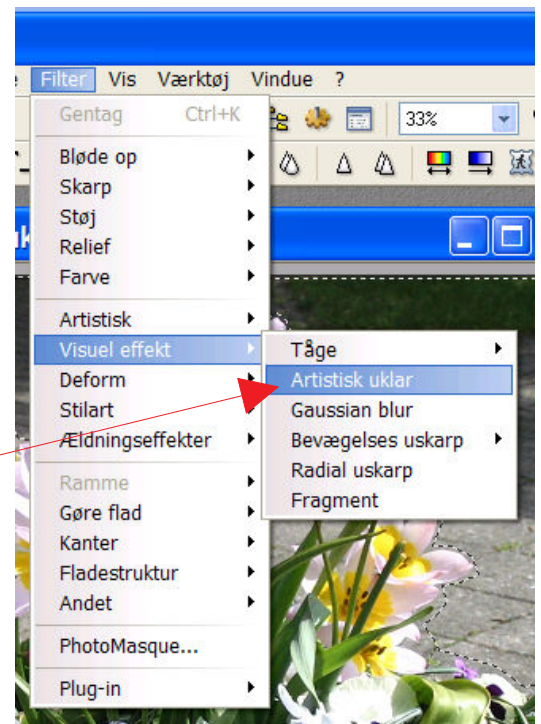 Filter Vis Værktøj Vindue ?
Gentag Ctrl+K
33%
Bløde op
Skarp
Støj
Relief
Farve
Artistisk
Visuel effekt
Deform
Stilart
Ældningseffekter
Ramme
Gøre flad
Kanter
Fladestruktur
Andet
PhotoMasque...
Plug-in
Tåge
Artistisk uklar
Gaussian blur
Bevægelses uskarp
Radial uskarp
Fragment